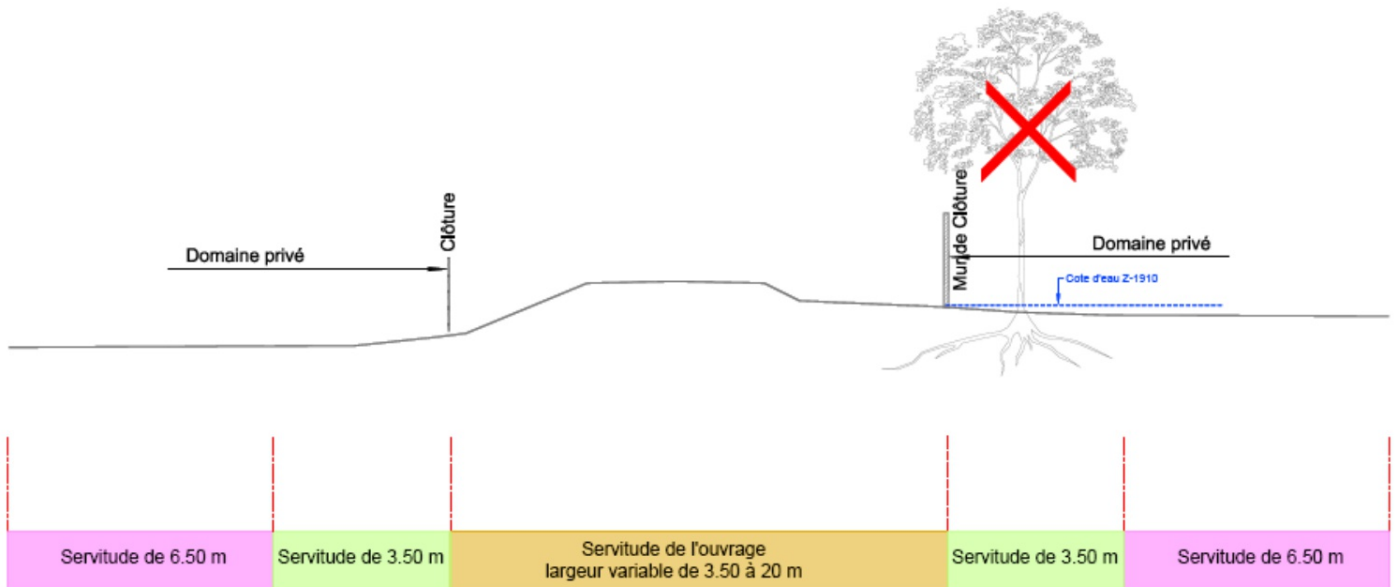 Domaine privé
Clôture
Mur de Clôture
Domaine privé
Cote d'eau Z-1910
Servitude de 6.50 m
Servitude de 3.50 m
Servitude de l'ouvrage
largeur variable de 3.50 à 20 m
Servitude de 3.50 m
Servitude de 6.50 m